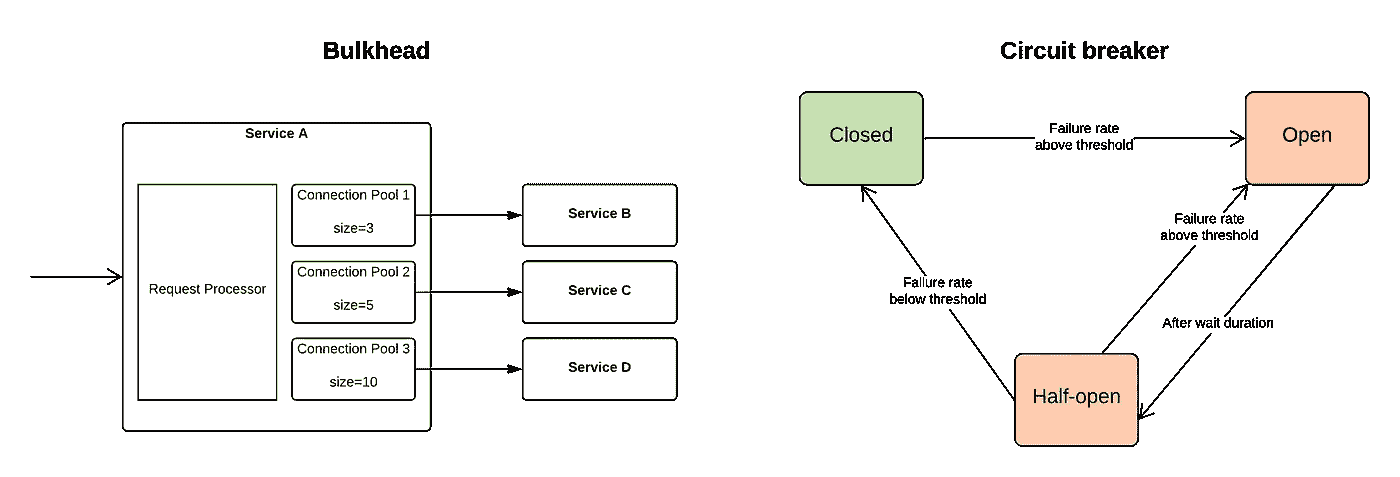 Bulkhead
Service A
Request Processor
Connection Pool 1
size=3
Connection Pool 2
size=5
Connection Pool 3
size=10
Service B
Service C
Service D
Circuit breaker
Closed
Failure rate
above threshold
Open
Failure rate
above threshold
Failure rate
below threshold
After wait duration
Half-open